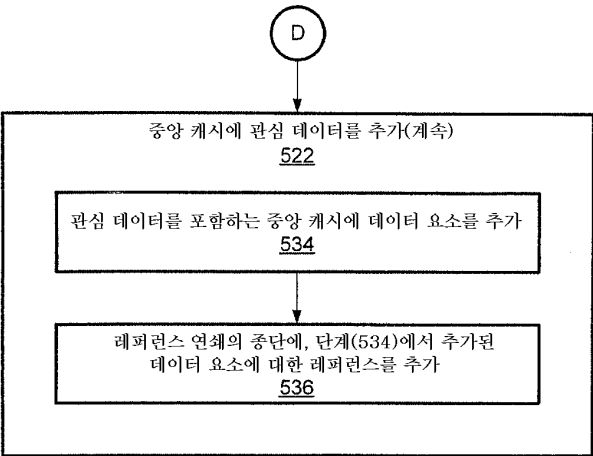 D
중앙 캐시에 관심 데이터를 추가(계속)
522
관심 데이터를 포함하는 중앙 캐시에 데이터 요소를 추가
534
레퍼런스 연쇄의 종단에, 단계(534)에서 추가된
데이터 요소에 대한 레퍼런스를 추가
536